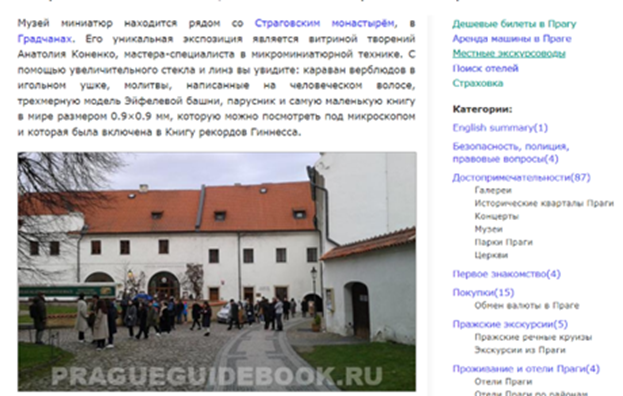 Музей миниатюр находится рядом со Страговским монастырём, в
Градчанах. Его уникальная экспозиция является витриной творений
Анатолия Коненко, мастера-специалиста в микроминиатюрной технике. С
помощью увеличительного стекла и линз вы увидите: караван верблюдов в
игольном ушке, молитвы, написанные на человеческом волосе,
трехмерную модель Эйфелевой башни, парусник и самую маленькую книгу
в мире размером 0.9×0.9 мм, которую можно посмотреть под микроскопом
и которая была включена в Книгу рекордов Гиннесса.
PRAGUEGUIDEBOOK.RU
Дешевые билеты в Прагу
Аренда машины в Праге
Местные экскурсоводы
Поиск отелей
Страховка
Категории:
English summary(1)
Безопасность, полиция,
правовые вопросы(4)
Достопримечательности(87)
Галереи
Исторические кварталы Праги
Концерты
Музеи
Парки Праги
Церкви
Первое знакомство(4)
Покупки(15)
Обмен валюты в Праге
Пражские экскурсии(5)
Пражские речные круизы
Экскурсии из Праги
Проживание и отели Праги(4)
Отели Праги
Отели Праги по районам